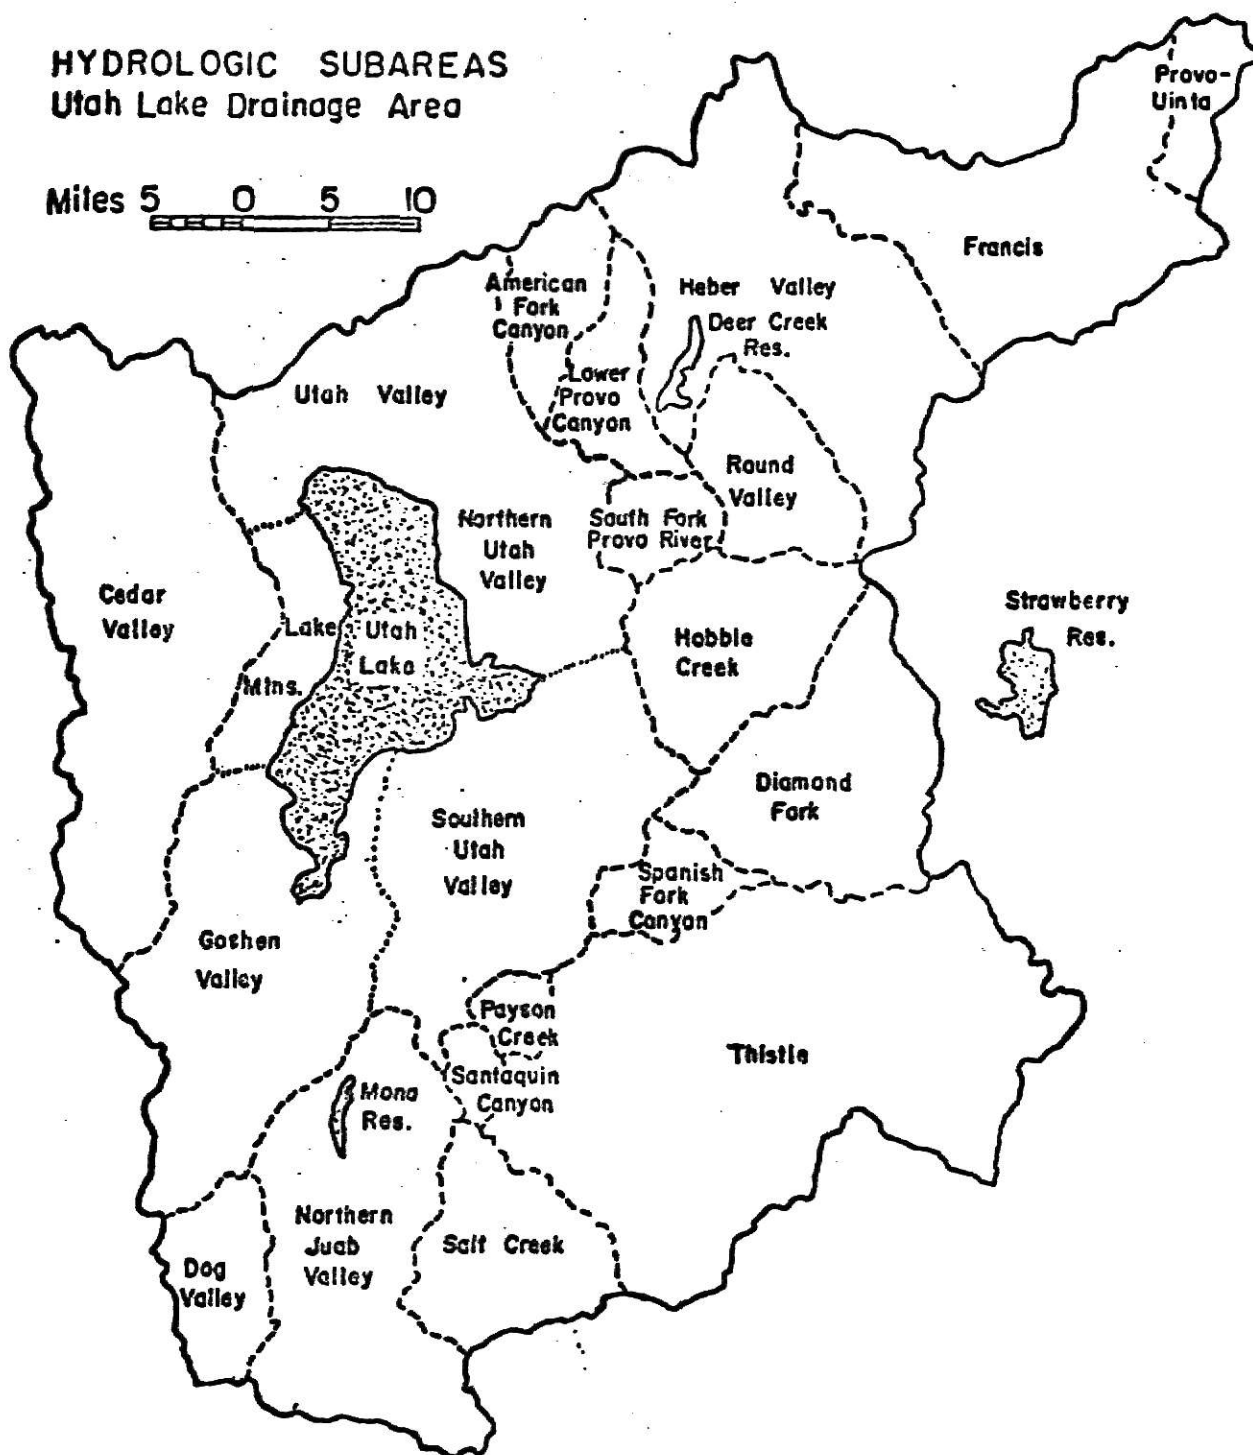 HYDROLOGIC SUBAREAS
Utah Lake Drainage Area
Miles 5 0 5 10
Provo-
Uinta
Francis
American
Fork
Canyon
Heber Valley
Deer Creek
Res.
Lower
Provo
Canyon
Utah Valley
Round
Valley
Northern
Utah
Valley
South Fork
Provo River
Cedar
Valley
Lake
Mtns.
Utah
Lake
Hobble
Creek
Strawberry
Res.
Diamond
Fork
Southern
Utah
Valley
Spanish
Fork
Canyon
Goshen
Valley
Payson
Creek
Thistle
Santaquin
Canyon
Mona
Res.
Northern
Juab
Valley
Salt Creek
Dog
Valley